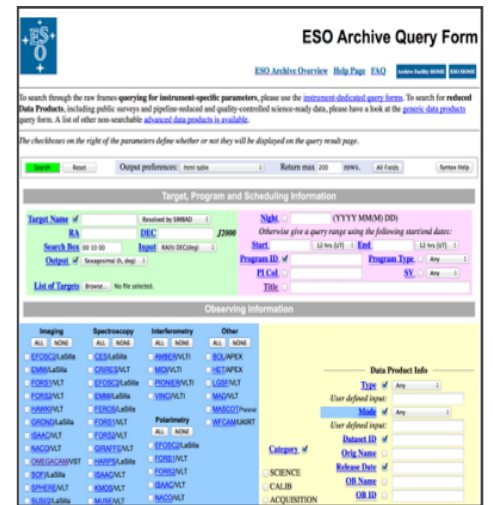 ESO
ESO Archive Query Form
ESO Archive Overview Help Page FAQ Archive Facility HOME ESO HOME
To search through the raw frames querying for instrument-specific parameters, please use the instrument-dedicated query forms. To search for reduced
Data Products, including public surveys and pipeline-reduced and quality-controlled science-ready data, please have a look at the generic data products
query form. A list of other non-searchable advanced data products is available.
The checkboxes on the right of the parameters define whether or not they will be displayed on the query result page.
Search Reset Output preferences: html table Return max 200 rows. All Fields Syntax Help
Target, Program and Scheduling Information
Target Name Resolved by SIMBAD
RA DEC J2000
Search Box 00 10 00 Input RA(h) DEC(deg)
Output Sexagesimal (h, deg)
List of Targets Browse... No file selected.
Night (YYYY MM(M) DD)
Otherwise give a query range using the following start/end dates:
Start 12 hrs (UT) End 12 hrs (UT)
Program ID Program Type Any
PI CoI SV Any
Title
Observing Information
Imaging Spectroscopy Interferometry Other
ALL NONE ALL NONE ALL NONE ALL NONE
EFOSC2/LaSilla CES/LaSilla AMBER/VLTI BOL/APEX
EMMI/LaSilla CRIRES/VLT MIDI/VLTI HET/APEX
FORS1/VLT EFOSC2/LaSilla PIONIER/VLTI LGSF/VLT
FORS2/VLT EMMI/LaSilla VINCI/VLTI MAD/VLT
HAWKI/VLT FEROS/LaSilla MASCOT/Paranal
GROND/LaSilla FORS1/VLT Polarimetry WFCAM/UKIRT
ISAAC/VLT FORS2/VLT ALL NONE
NACO/VLT GIRAFFE/VLT EFOSC2/LaSilla
OMEGACAM/VST HARPS/LaSilla FORS1/VLT
SOFI/LaSilla ISAAC/VLT FORS2/VLT
SPHERE/VLT KMOS/VLT ISAAC/VLT
SUSI2/LaSilla MUSE/VLT NACO/VLT
Category
SCIENCE
CALIB
ACQUISITION
Data Product Info
Type Any
User defined input:
Mode Any
User defined input:
Dataset ID
Orig Name
Release Date
OB Name
OB ID